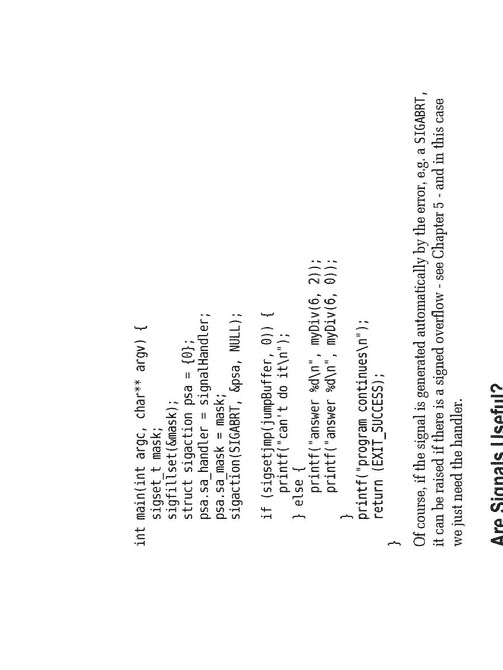 int main(int argc, char** argv) {
sigset_t mask;
sigfillset(&mask);
struct sigaction psa = {0};
psa.sa_handler = signalHandler;
psa.sa_mask = mask;
sigaction(SIGABRT, &psa, NULL);
if (sigsetjmp(jumpBuffer, 0)) {
printf("can't do it\n");
} else {
printf("answer %d\n", myDiv(6, 2));
printf("answer %d\n", myDiv(6, 0));
}
printf("program continues\n");
return (EXIT_SUCCESS);
}
Of course, if the signal is generated automatically by the error, e.g. a SIGABRT,
it can be raised if there is a signed overflow - see Chapter 5 - and in this case
we just need the handler.
Are Signals Useful?